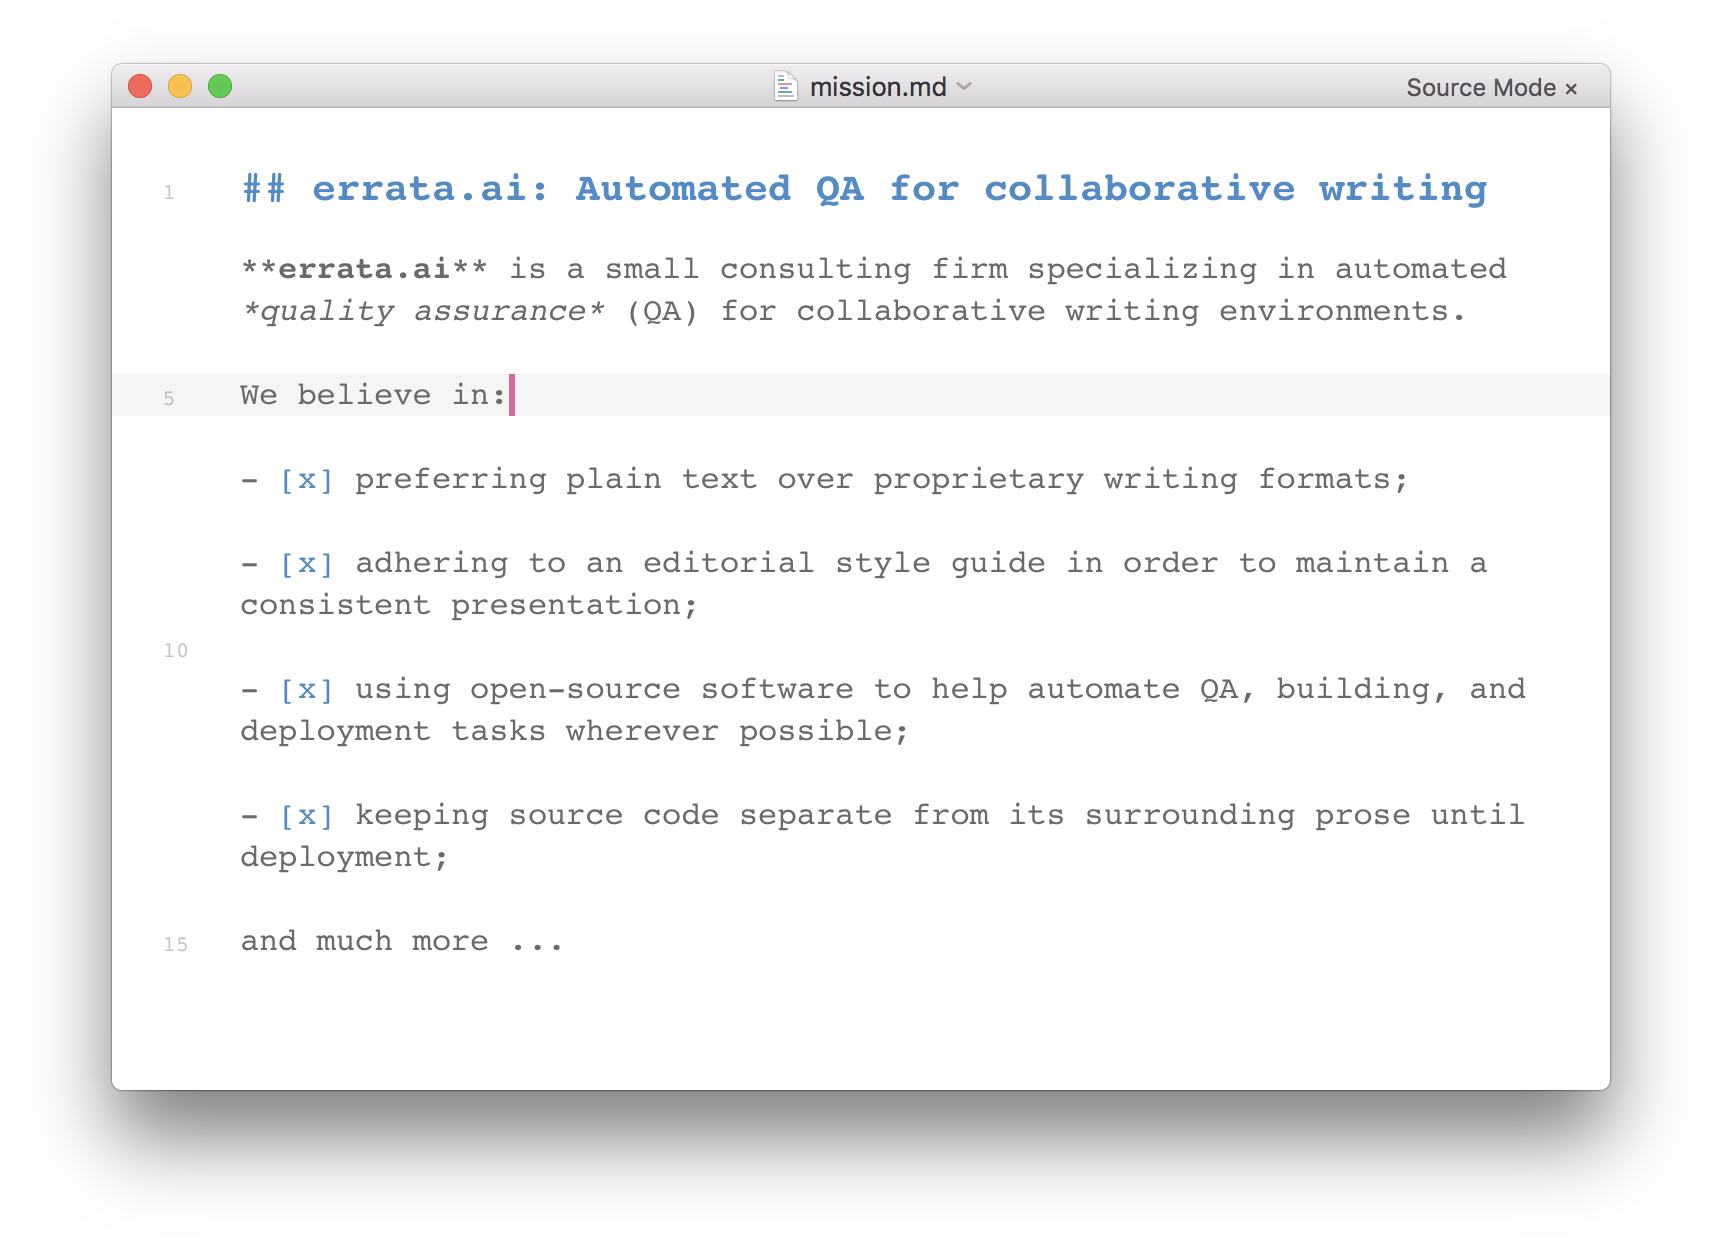 mission.md
Source Mode ×
1 ## errata.ai: Automated QA for collaborative writing
**errata.ai** is a small consulting firm specializing in automated
*quality assurance* (QA) for collaborative writing environments.
5 We believe in:
- [x] preferring plain text over proprietary writing formats;
- [x] adhering to an editorial style guide in order to maintain a
consistent presentation;
10
- [x] using open-source software to help automate QA, building, and
deployment tasks wherever possible;
- [x] keeping source code separate from its surrounding prose until
deployment;
15 and much more ...